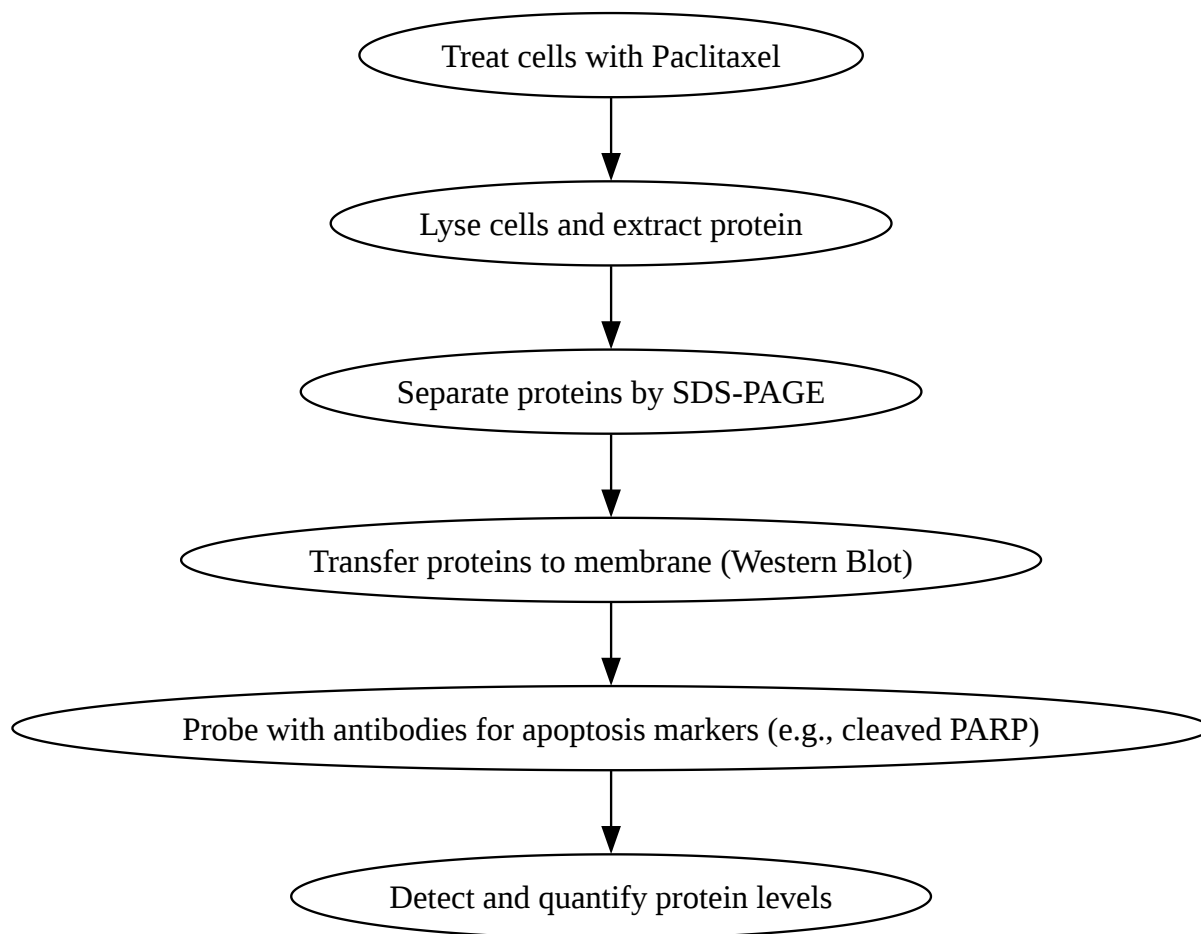 Treat cells with Paclitaxel
Lyse cells and extract protein
Separate proteins by SDS-PAGE
Transfer proteins to membrane (Western Blot)
Probe with antibodies for apoptosis markers (e.g., cleaved PARP)
Detect and quantify protein levels